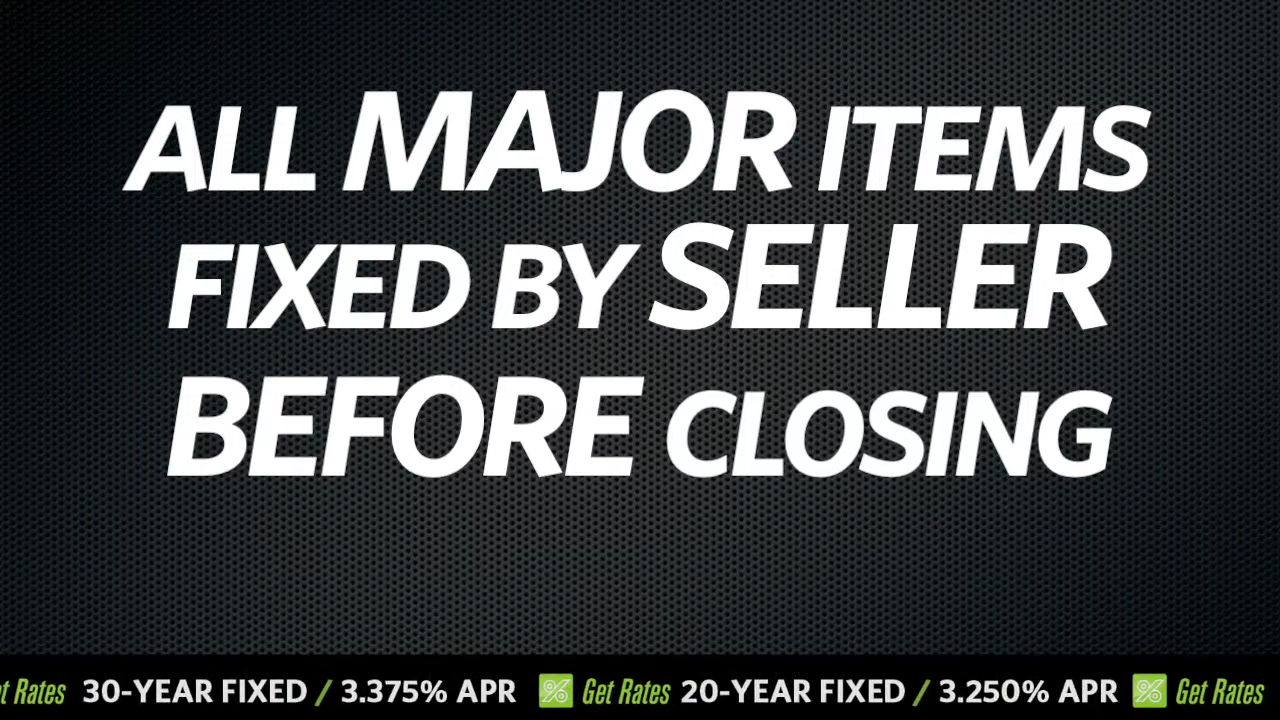 ALL MAJOR ITEMS
FIXED BY SELLER
BEFORE CLOSING
Rates 30-YEAR FIXED / 3.375% APR % Get Rates 20-YEAR FIXED / 3.250% APR % Get Rates